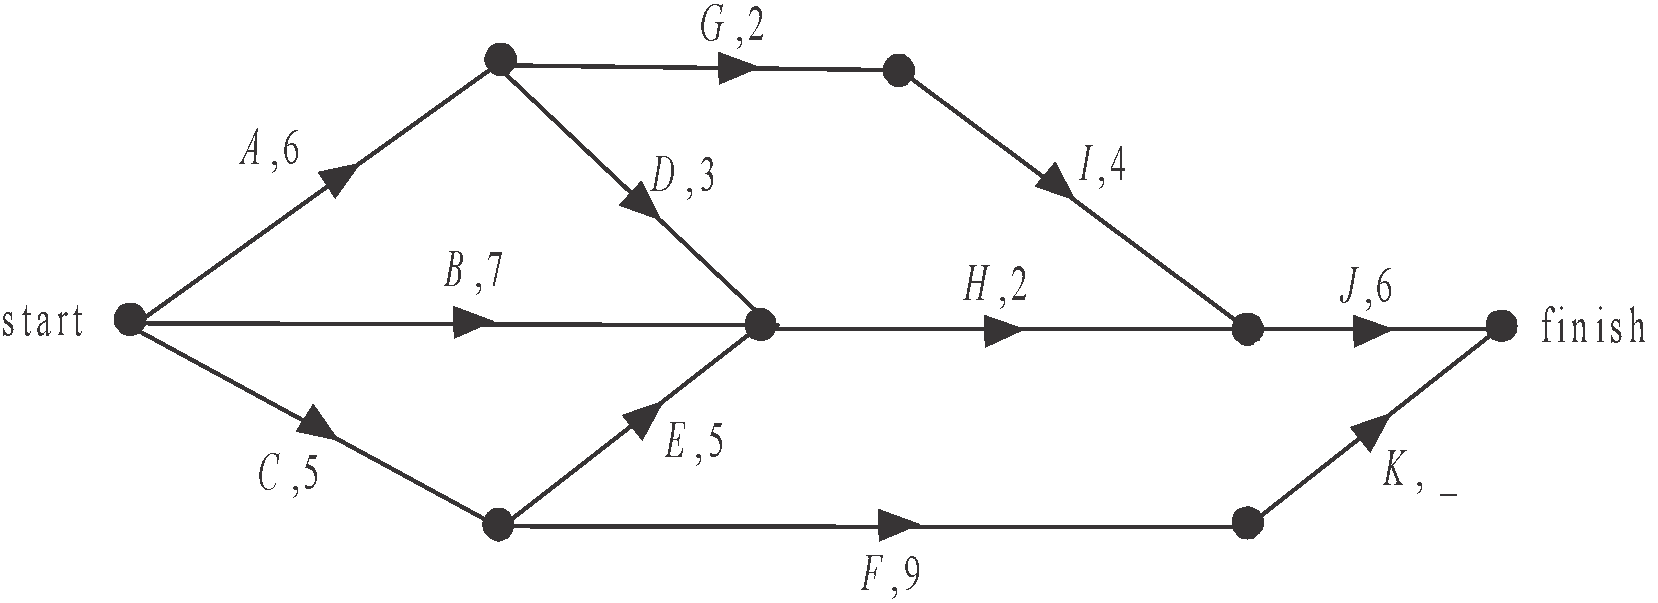 G,2
A,6
D,3
I,4
B,7
H,2
J,6
start
finish
E,5
C,5
K, _
F,9